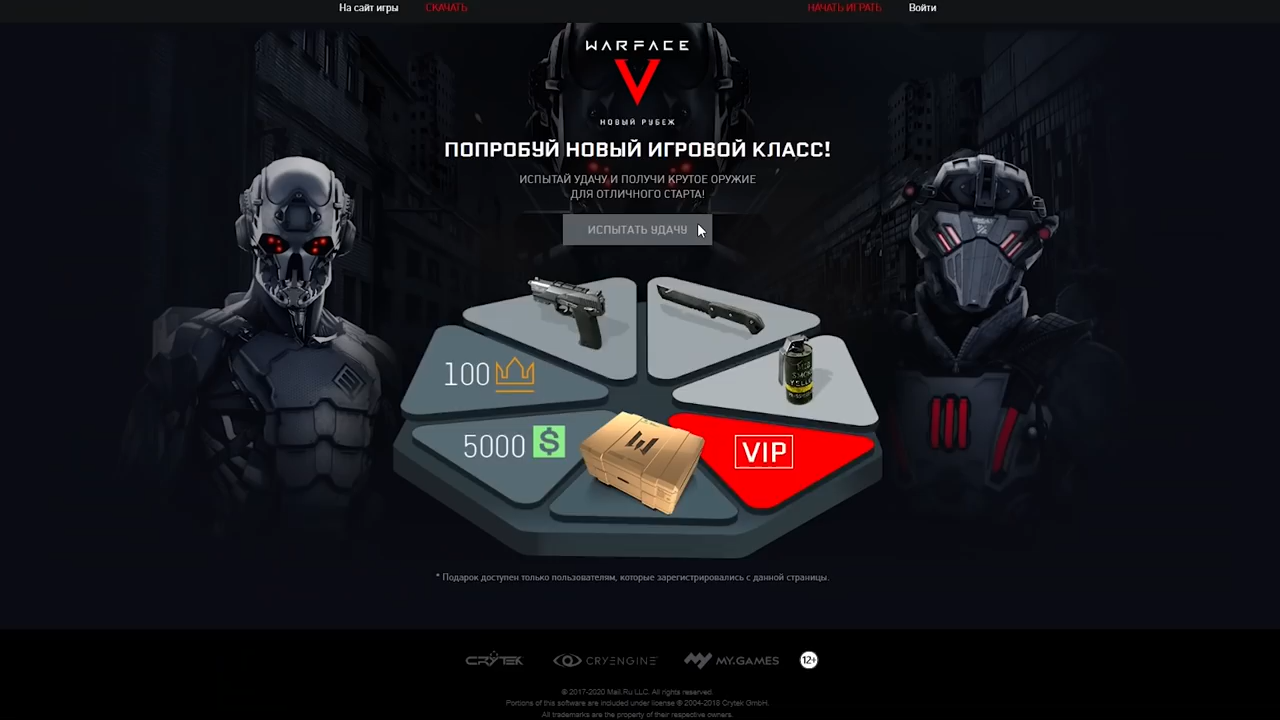 На сайт игры
СКАЧАТЬ
НАЧАТЬ ИГРАТЬ
Войти
WARFACE
НОВЫЙ РУБЕЖ
ПОПРОБУЙ НОВЫЙ ИГРОВОЙ КЛАСС!
ИСПЫТАЙ УДАЧУ И ПОЛУЧИ КРУТОЕ ОРУЖИЕ
ДЛЯ ОТЛИЧНОГО СТАРТА!
ИСПЫТАТЬ УДАЧУ
100
5000 $
VIP
* Подарок доступен только пользователям, которые зарегистрировались с данной страницы.
CRYTEK
CRYENGINE
MY.GAMES
12+
© 2017-2020 Mail.Ru LLC. All rights reserved.
Portions of this software are included under license © 2004-2018 Crytek GmbH.
All trademarks are the property of their respective owners.